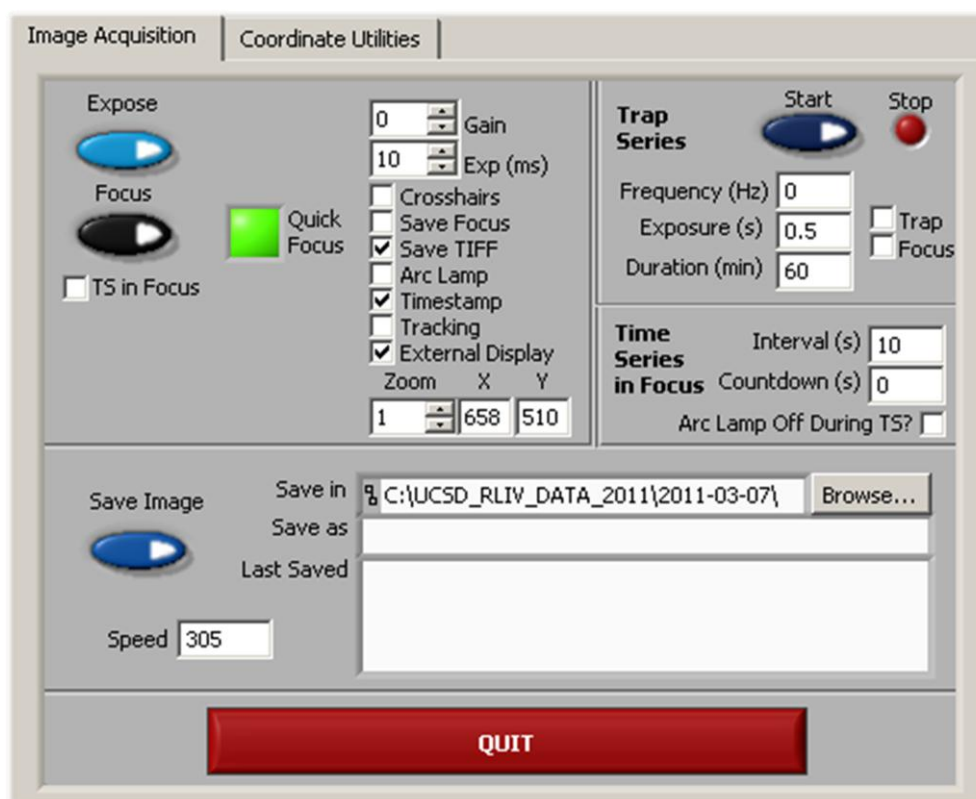 Image Acquisition
Coordinate Utilities
Expose
Focus
TS in Focus
Quick
Focus
0 Gain
10 Exp (ms)
Crosshairs
Save Focus
Save TIFF
Arc Lamp
Timestamp
Tracking
External Display
Zoom X Y
1 658 510
Trap
Series
Start
Stop
Frequency (Hz) 0
Exposure (s) 0.5
Duration (min) 60
Trap
Focus
Time
Series
in Focus
Interval (s) 10
Countdown (s) 0
Arc Lamp Off During TS?
Save Image
Save in C:\UCSD_RLIV_DATA_2011\2011-03-07\ Browse...
Save as
Last Saved
Speed 305
QUIT